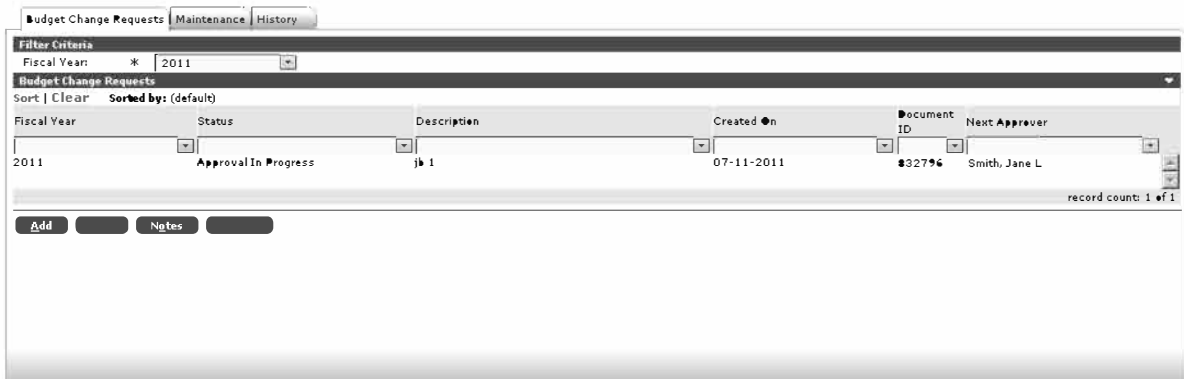 Budget Change Requests Maintenance History
Filter Criteria
Fiscal Year: * 2011
Budget Change Requests
Sort | Clear Sorted by: (default)
Fiscal Year Status Description Created On Document ID Next Approver
2011 Approval In Progress jb 1 07-11-2011 832796 Smith, Jane L
record count: 1 of 1
Add Notes